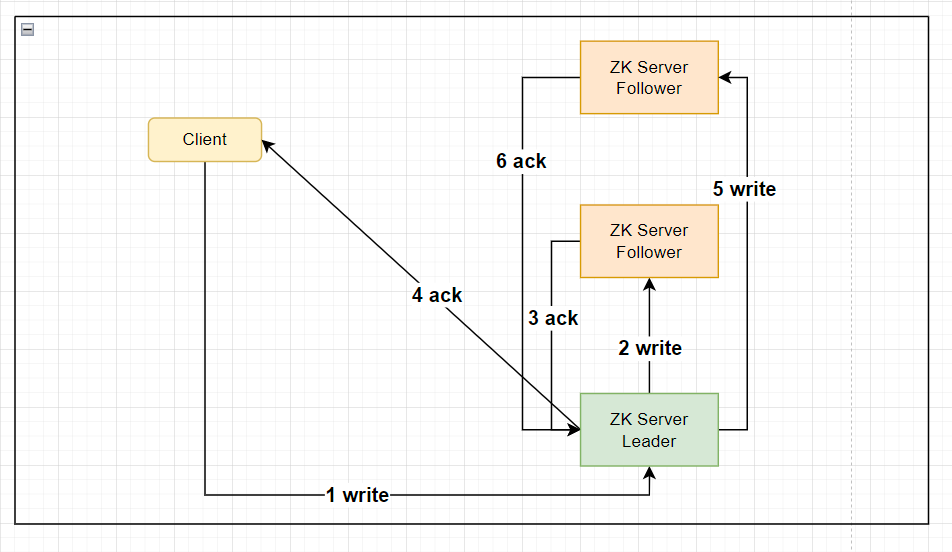 ZK Server
Follower
Client
6 ack
5 write
ZK Server
Follower
4 ack
3 ack
2 write
ZK Server
Leader
1 write